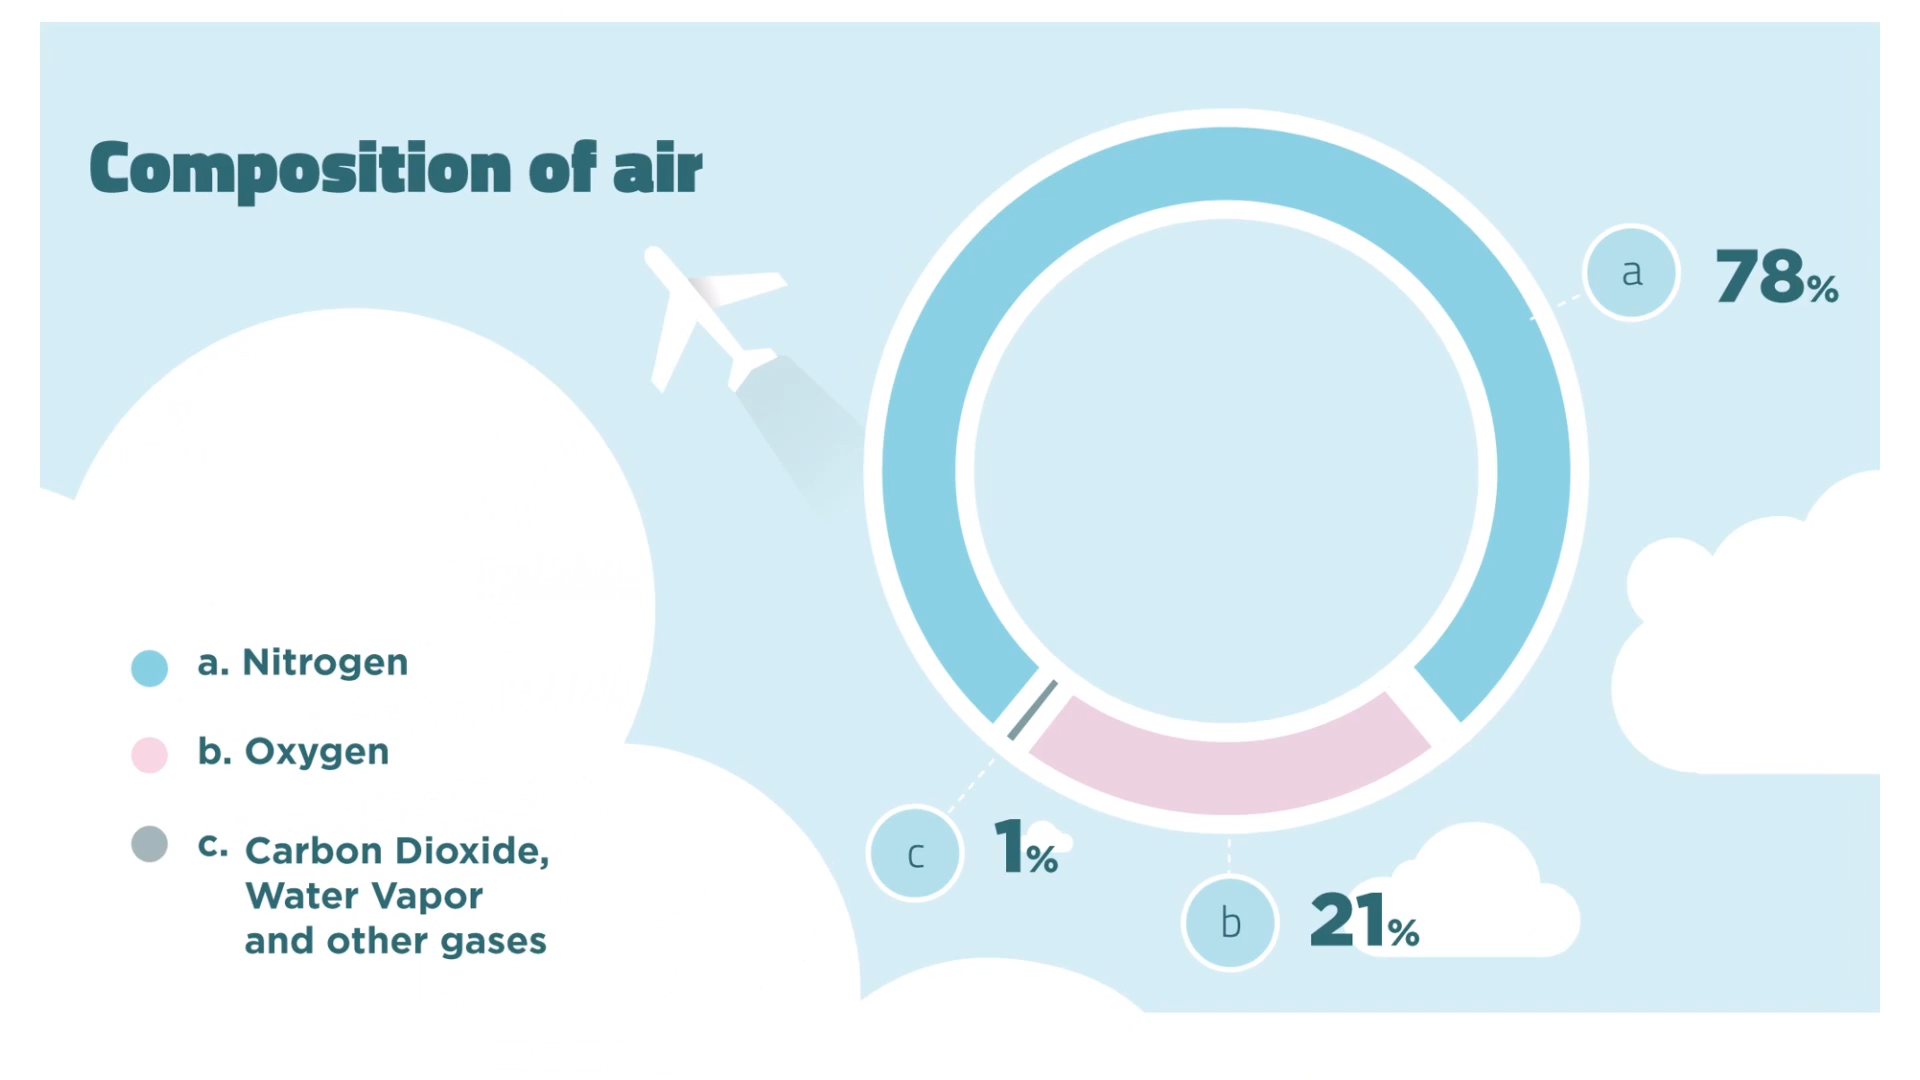 Composition of air
a
78%
a. Nitrogen
b. Oxygen
c. Carbon Dioxide,
Water Vapor
and other gases
c
1%
b
21%